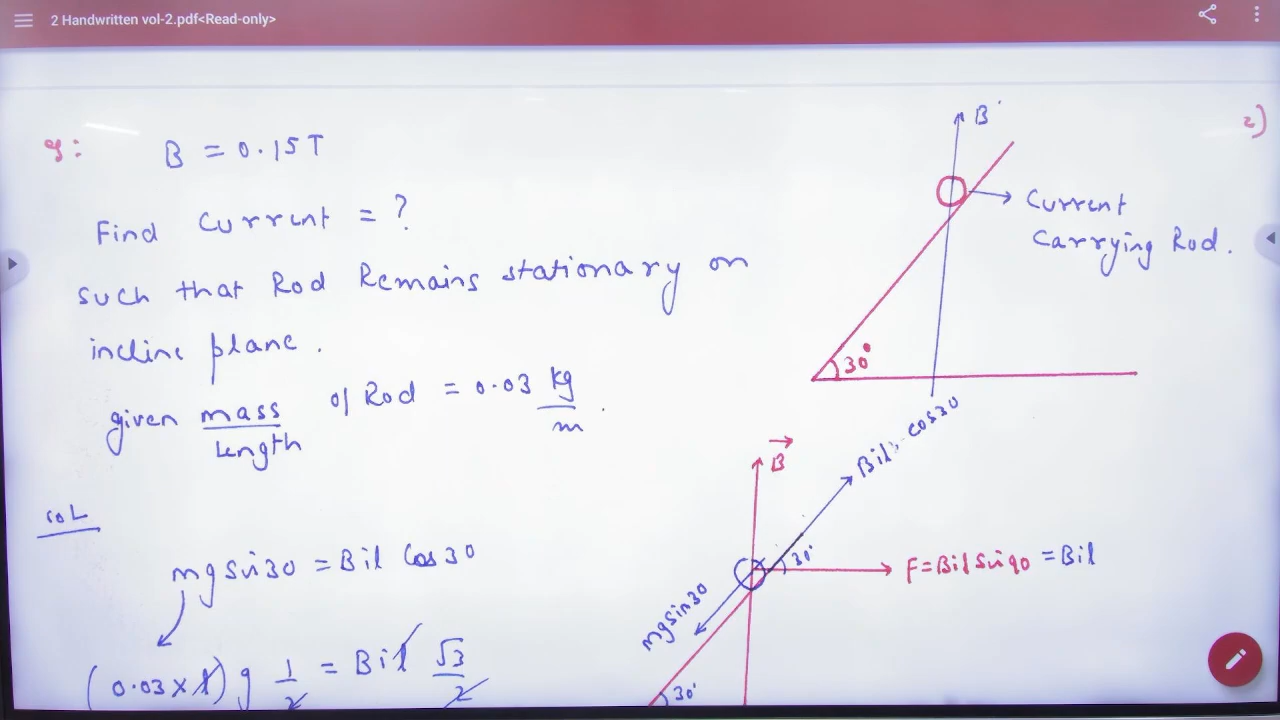 2 Handwritten vol-2.pdf<Read-only>
2)
q: B = 0.15T
Find Current = ?
such that Rod Remains stationary on
incline plane.
given mass/Length of Rod = 0.03 kg/m.
B
Current
Carrying Rod.
30°
SOL
mg sin30 = Bil Cos30
(0.03 × l) g 1/2 = Bil √3/2
B
Bil cos30
30°
F = Bil Sin90 = Bil
mg sin30
30°